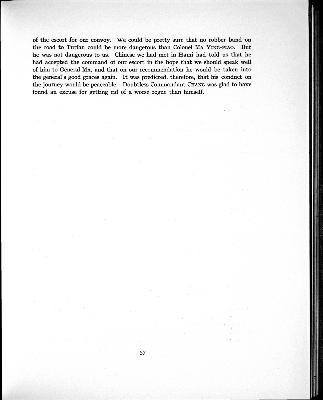 of the escort for our convoy. We could be pretty sure that no robber band on
the road to Turfan could be more dangerous than Colonel MA YING-PIAO. But
he was not dangerous to us. Chinese we had met in Hami had told us that he
had accepted the command of our escort in the hope that we should speak well
of him to General MA, and that on our recommendation he would be taken into
the general's good graces again. It was predicted, therefore, that his conduct on
the journey would be peaceable. Doubtless Commandant CHANG was glad to have
found an excuse for getting rid of a worse rogue than himself.
57